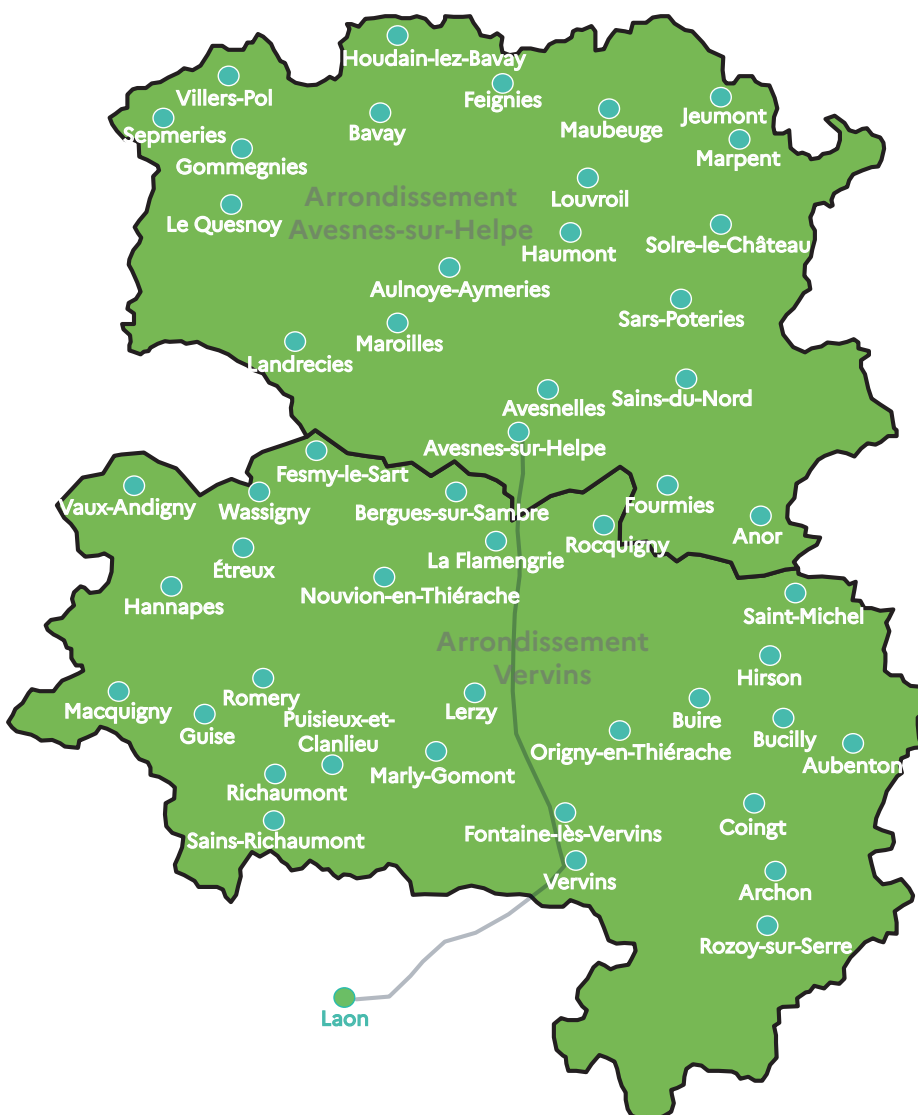 Houdain-lez-Bavay
Villers-Pol
Feignies
Jeumont
Sepmeries
Bavay
Maubeuge
Gommegnies
Marpent
Arrondissement
Avesnes-sur-Helpe
Louvroil
Le Quesnoy
Haumont
Solre-le-Château
Aulnoye-Aymeries
Sars-Poteries
Maroilles
Landrecies
Avesnelles
Sains-du-Nord
Avesnes-sur-Helpe
Fesmy-le-Sart
Vaux-Andigny
Wassigny
Bergues-sur-Sambre
Fourmies
Anor
Rocquigny
La Flamengrie
Étreux
Nouvion-en-Thiérache
Hannapes
Saint-Michel
Arrondissement
Vervins
Hirson
Romery
Macquigny
Lerzy
Buire
Guise
Puisieux-et-
Clanlieu
Bucilly
Origny-en-Thiérache
Aubenton
Marly-Gomont
Richaumont
Coingt
Fontaine-lès-Vervins
Sains-Richaumont
Vervins
Archon
Rozoy-sur-Serre
Laon